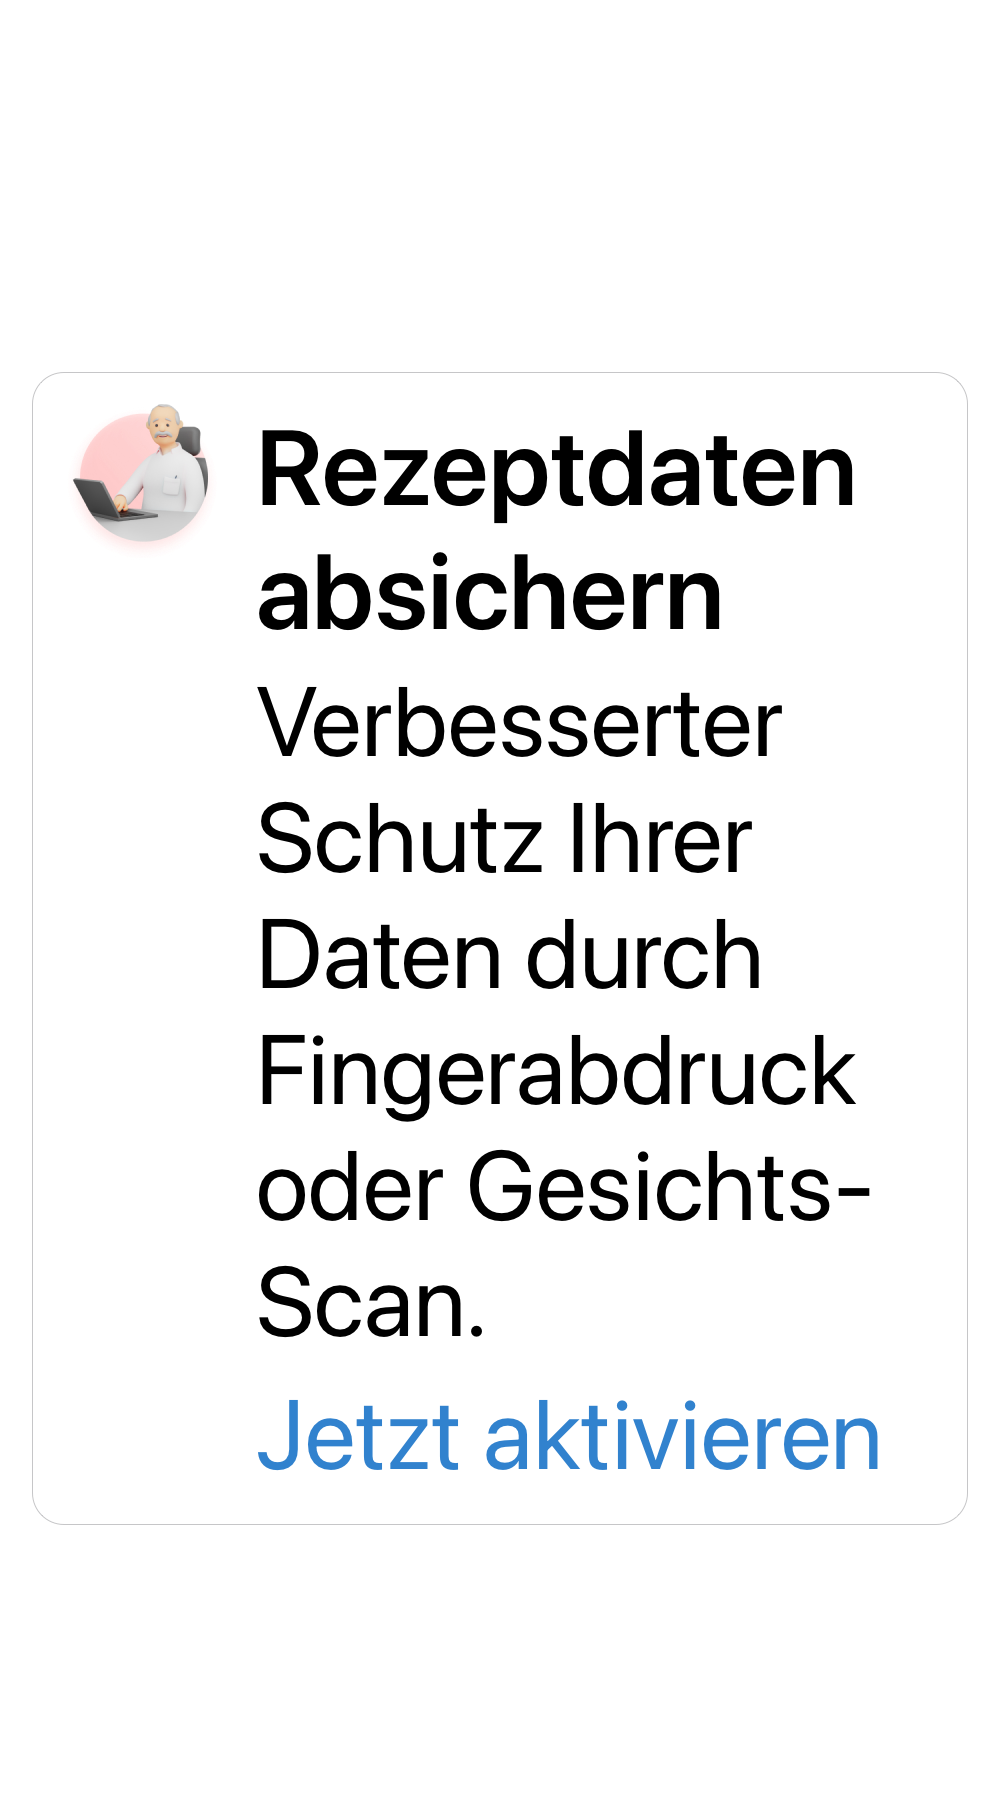 Rezeptdaten
absichern
Verbesserter
Schutz Ihrer
Daten durch
Fingerabdruck
oder Gesichts-
Scan.
Jetzt aktivieren